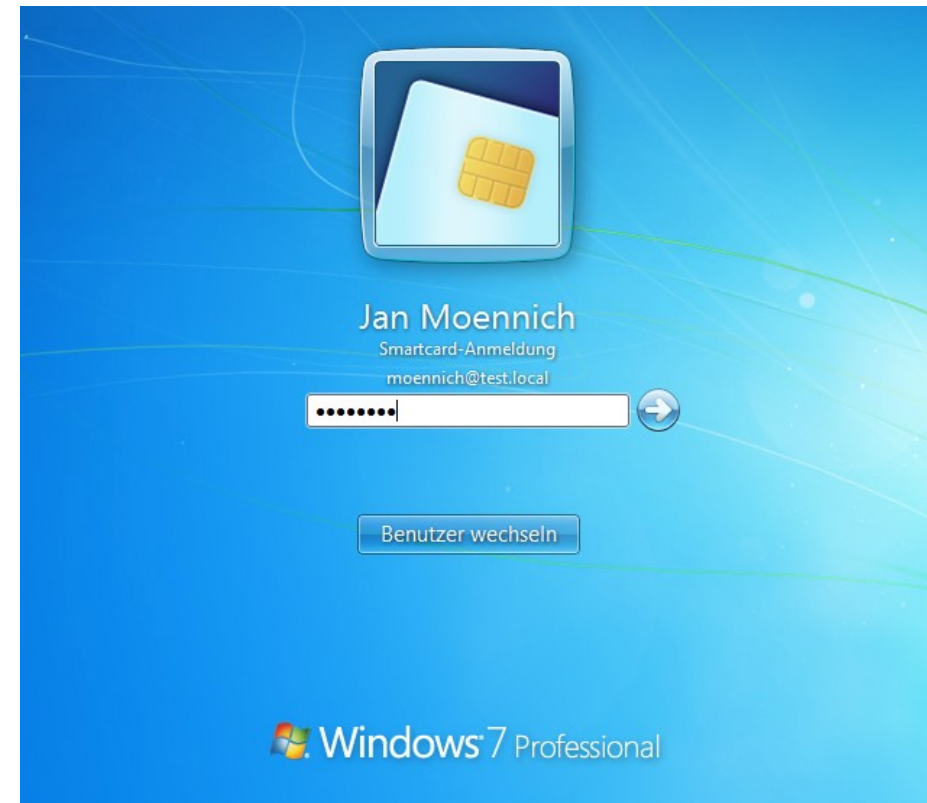 Jan Moennich
Smartcard-Anmeldung
moennich@test.local
••••••••
Benutzer wechseln
Windows 7 Professional